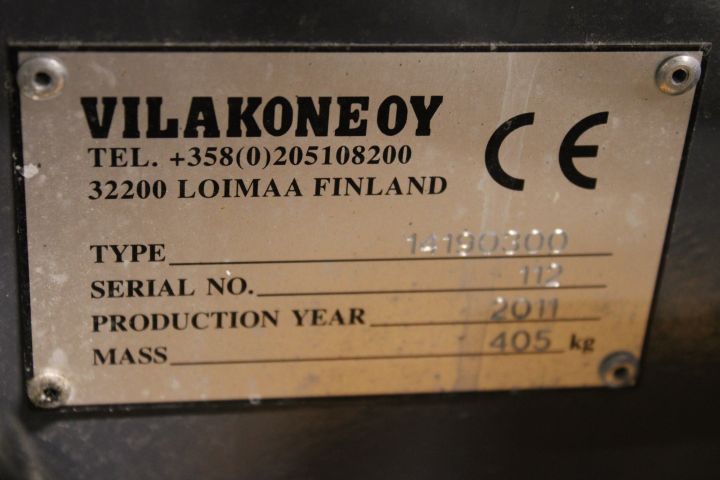 VILAKONE OY
TEL. +358(0)205108200
32200 LOIMAA FINLAND
CE
TYPE 14190300
SERIAL NO. 112
PRODUCTION YEAR 2011
MASS 405 kg